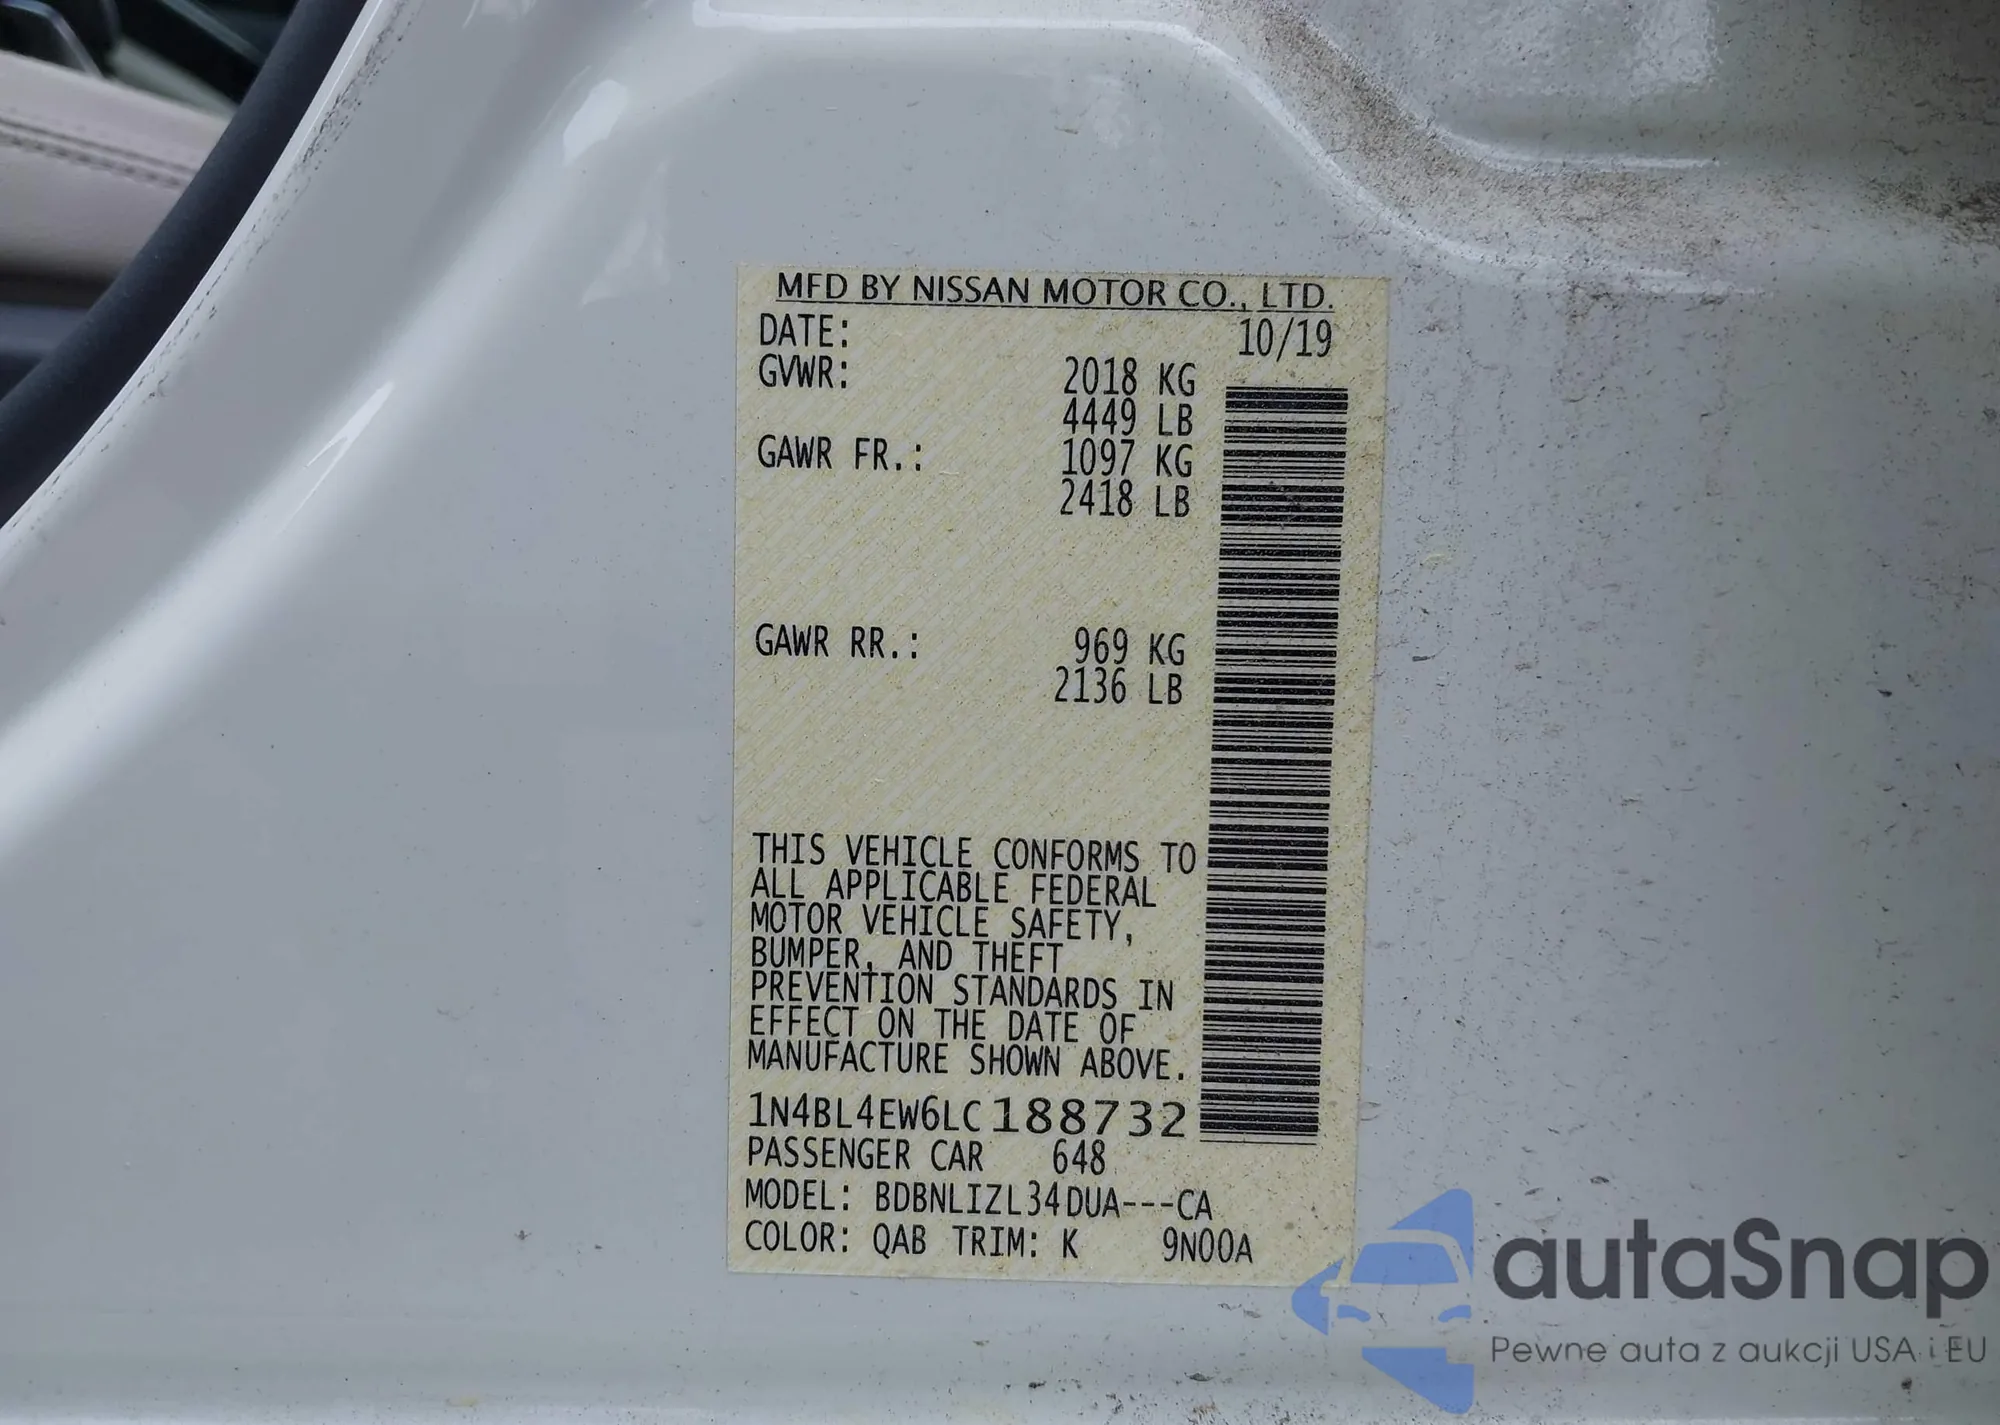 MFD BY NISSAN MOTOR CO., LTD.
DATE: 10/19
GVWR: 2018 KG
4449 LB
GAWR FR.: 1097 KG
2418 LB
GAWR RR.: 969 KG
2136 LB
THIS VEHICLE CONFORMS TO
ALL APPLICABLE FEDERAL
MOTOR VEHICLE SAFETY,
BUMPER, AND THEFT
PREVENTION STANDARDS IN
EFFECT ON THE DATE OF
MANUFACTURE SHOWN ABOVE.
1N4BL4EW6LC188732
PASSENGER CAR 648
MODEL: BDBNLIZL34DUA---CA
COLOR: QAB TRIM: K 9N00A
autaSnap
Pewne auta z aukcji USA i EU